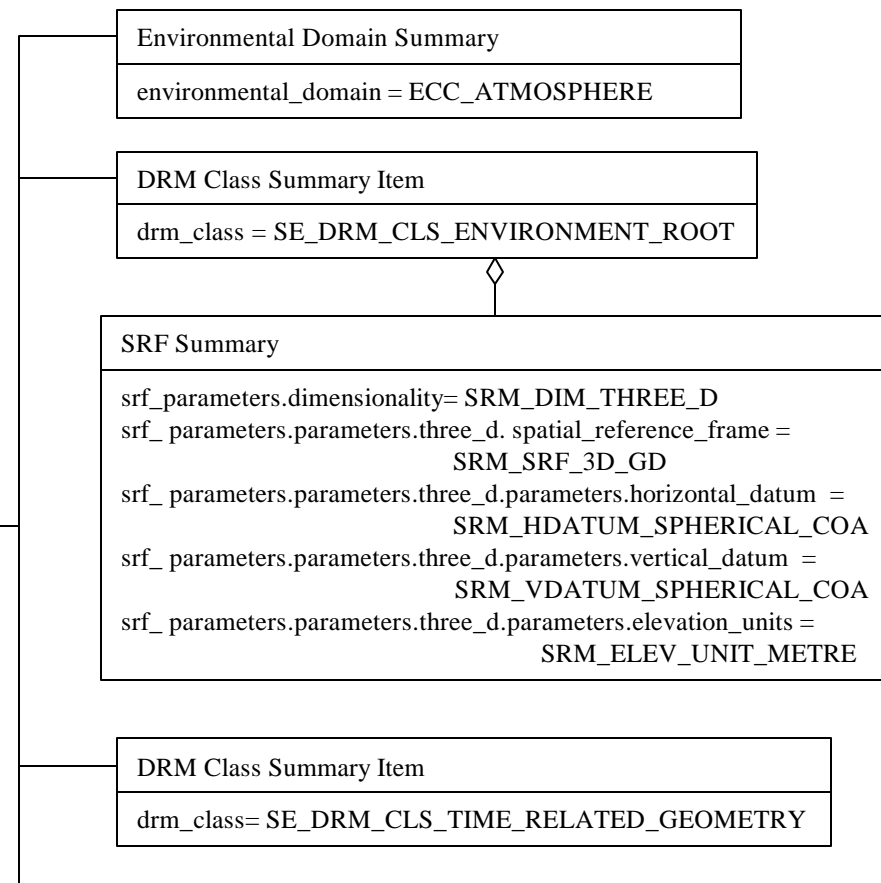 Environmental Domain Summary
environmental_domain = ECC_ATMOSPHERE
DRM Class Summary Item
drm_class = SE_DRM_CLS_ENVIRONMENT_ROOT
SRF Summary
srf_parameters.dimensionality= SRM_DIM_THREE_D
srf_ parameters.parameters.three_d. spatial_reference_frame =
SRM_SRF_3D_GD
srf_ parameters.parameters.three_d.parameters.horizontal_datum =
SRM_HDATUM_SPHERICAL_COA
srf_ parameters.parameters.three_d.parameters.vertical_datum =
SRM_VDATUM_SPHERICAL_COA
srf_ parameters.parameters.three_d.parameters.elevation_units =
SRM_ELEV_UNIT_METRE
DRM Class Summary Item
drm_class= SE_DRM_CLS_TIME_RELATED_GEOMETRY